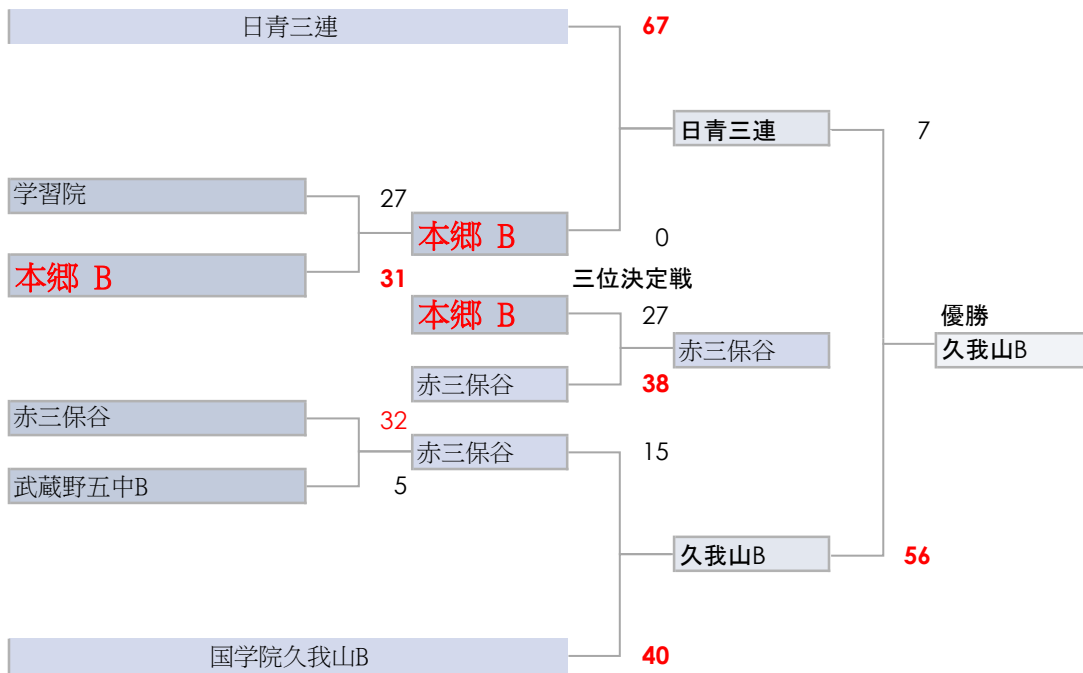 日青三連
67
日青三連
7
学習院
27
本郷 B
0
本郷 B
31
三位決定戦
本郷 B
27
優勝
赤三保谷
久我山B
赤三保谷
38
赤三保谷
32
赤三保谷
15
武蔵野五中B
5
久我山B
56
国学院久我山B
40